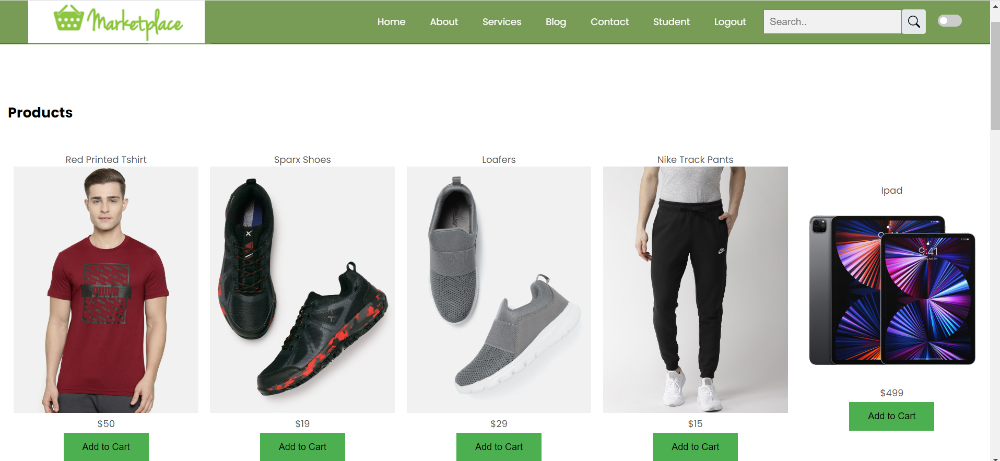 Marketplace
Home About Services Blog Contact Student Logout Search..
Products
Red Printed Tshirt
Sparx Shoes
Loafers
Nike Track Pants
Ipad
PUMA
9:41
$50
$19
$29
$15
$499
Add to Cart
Add to Cart
Add to Cart
Add to Cart
Add to Cart